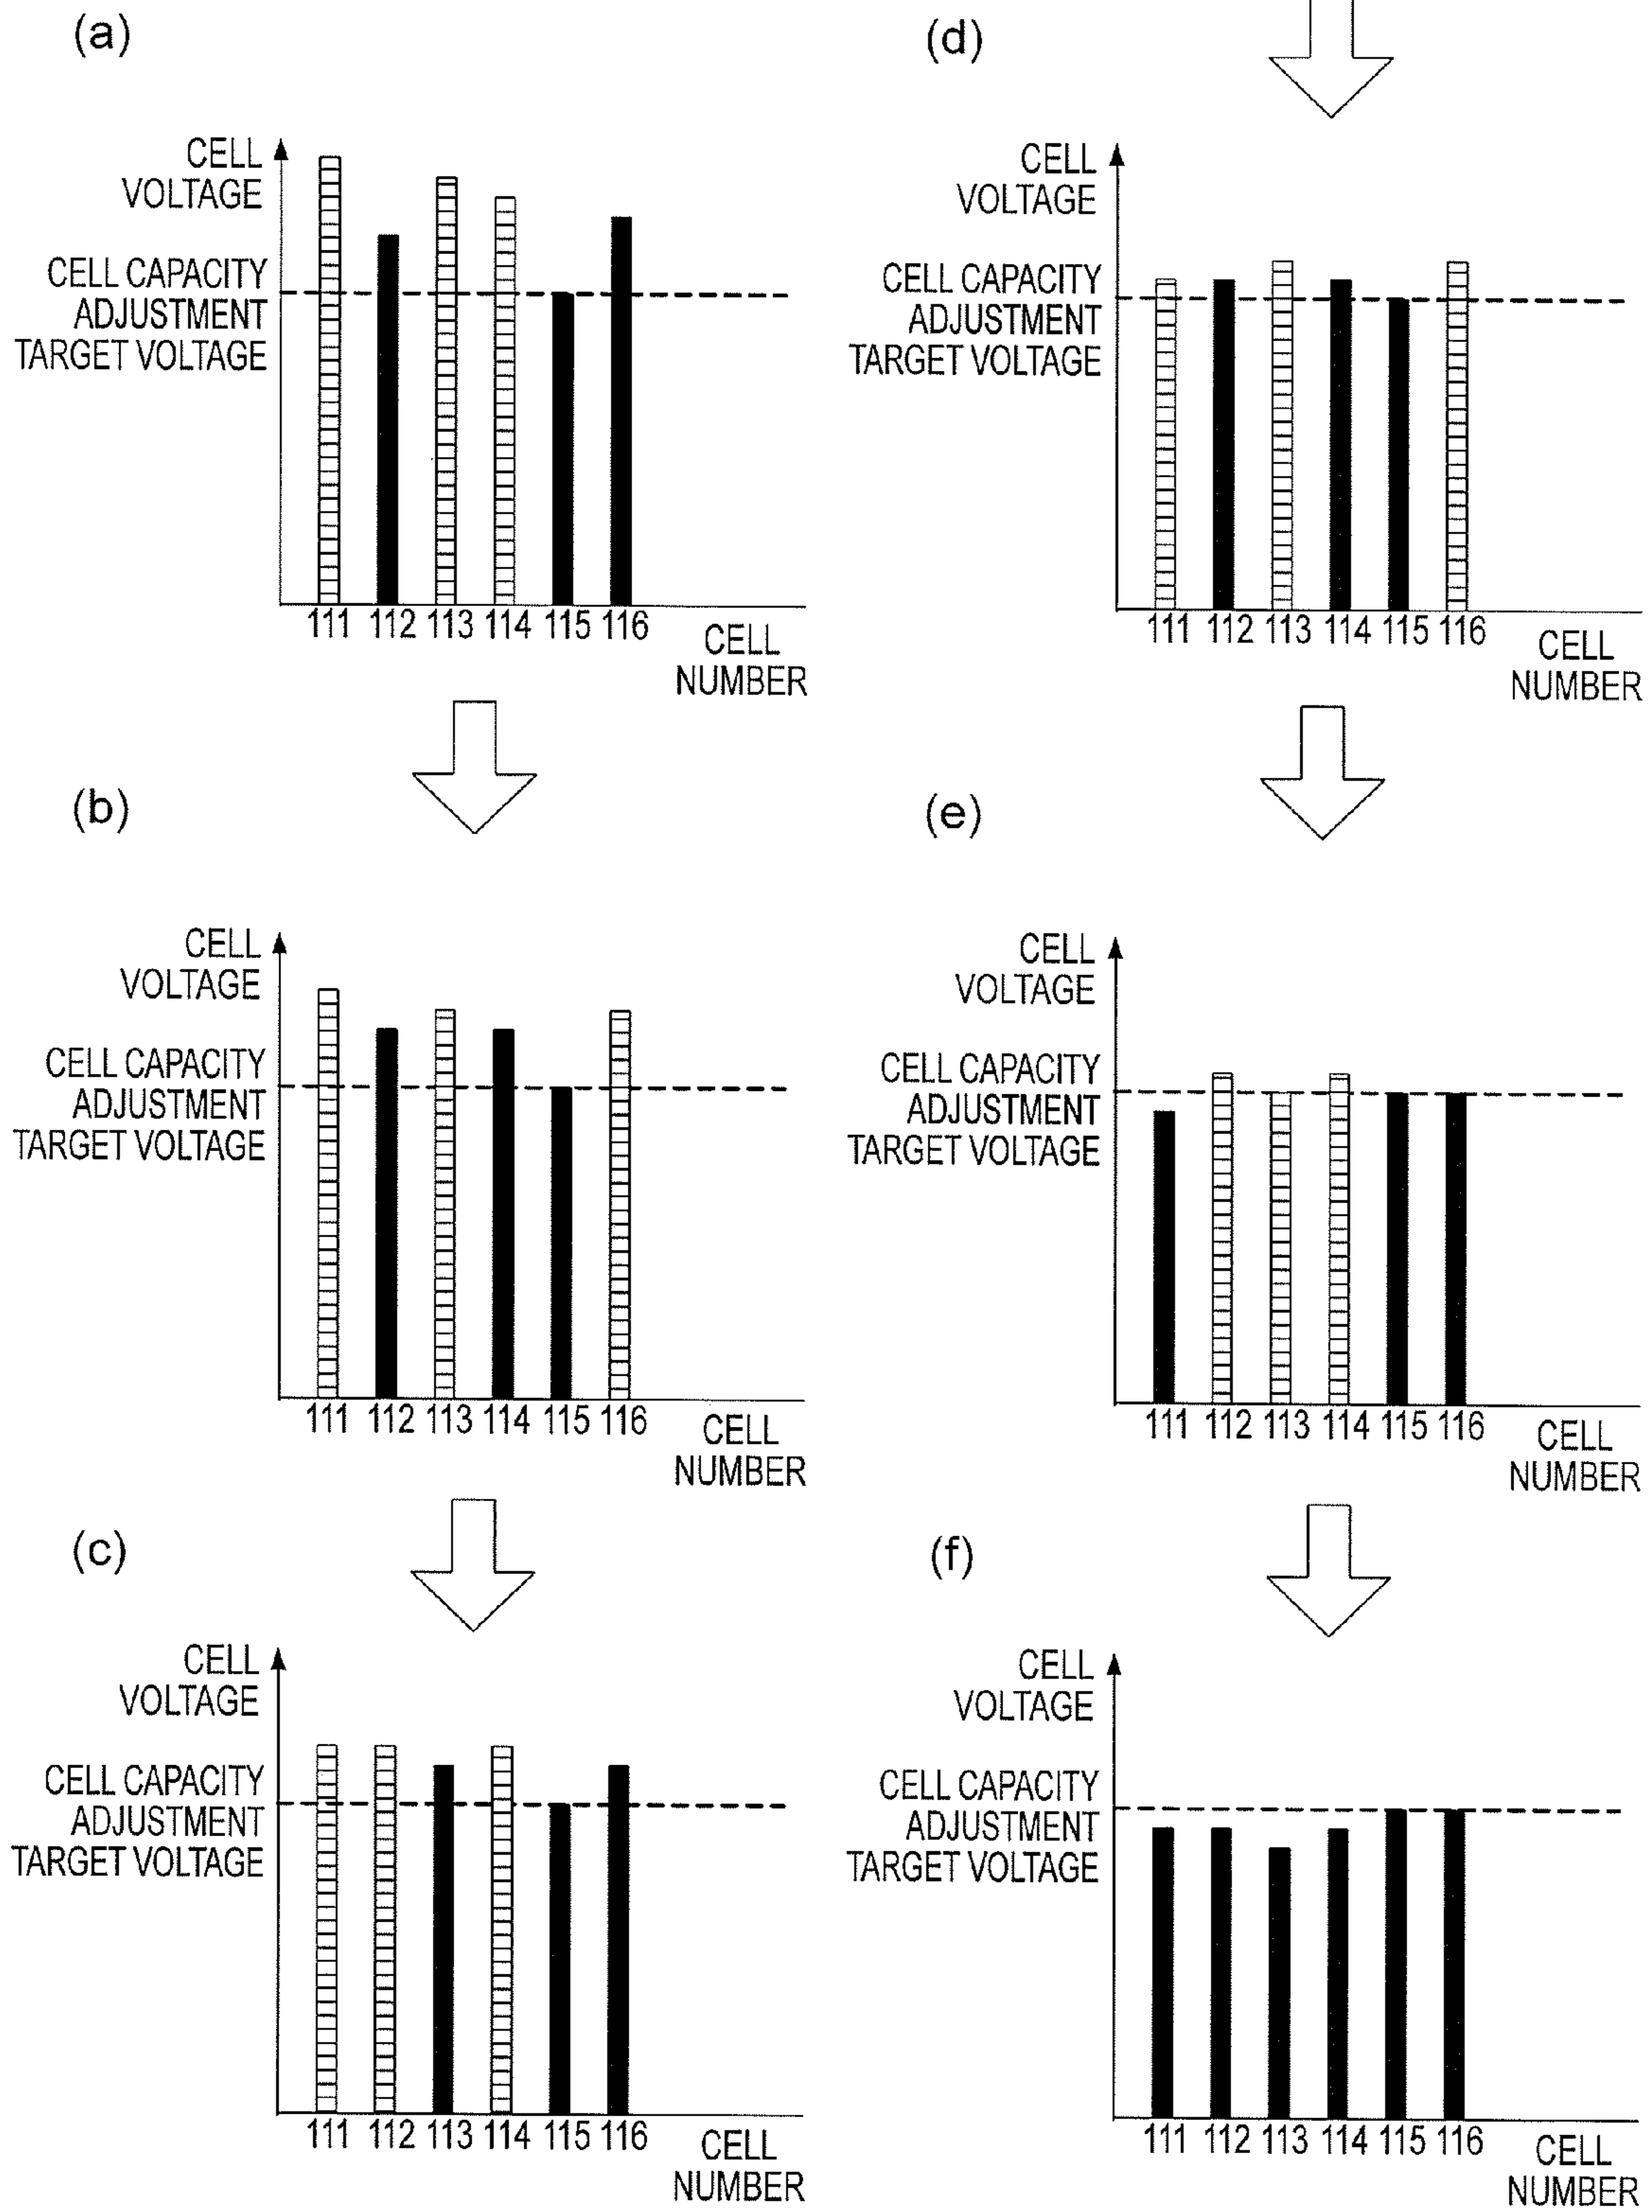 (a)
CELL
VOLTAGE
CELL CAPACITY
ADJUSTMENT
TARGET VOLTAGE
111 112 113 114 115 116
CELL
NUMBER
(b)
CELL
VOLTAGE
CELL CAPACITY
ADJUSTMENT
TARGET VOLTAGE
111 112 113 114 115 116
CELL
NUMBER
(c)
CELL
VOLTAGE
CELL CAPACITY
ADJUSTMENT
TARGET VOLTAGE
111 112 113 114 115 116
CELL
NUMBER
(d)
CELL
VOLTAGE
CELL CAPACITY
ADJUSTMENT
TARGET VOLTAGE
111 112 113 114 115 116
CELL
NUMBER
(e)
CELL
VOLTAGE
CELL CAPACITY
ADJUSTMENT
TARGET VOLTAGE
111 112 113 114 115 116
CELL
NUMBER
(f)
CELL
VOLTAGE
CELL CAPACITY
ADJUSTMENT
TARGET VOLTAGE
111 112 113 114 115 116
CELL
NUMBER